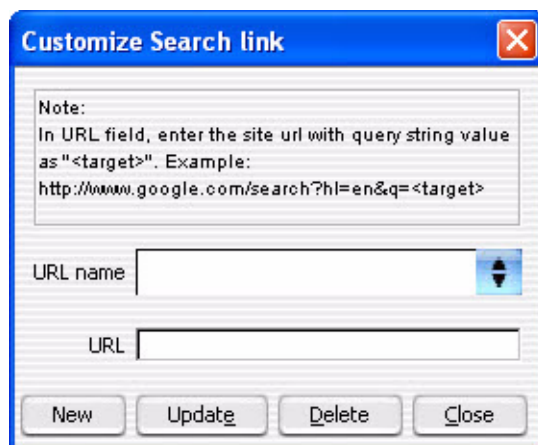 Customize Search link
Note:
In URL field, enter the site url with query string value
as "<target>". Example:
http://www.google.com/search?hl=en&q=<target>
URL name
URL
New Update Delete Close